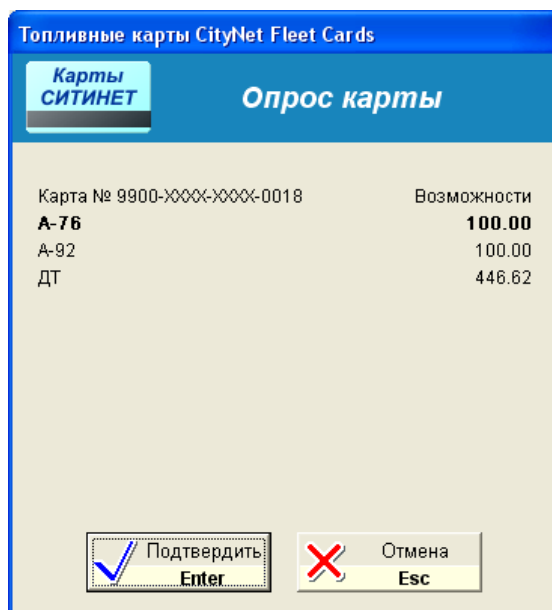 Топливные карты CityNet Fleet Cards
Карты
СИТИНЕТ
Опрос карты
Карта № 9900-XXXX-XXXX-0018 Возможности
А-76 100.00
А-92 100.00
ДТ 446.62
Подтвердить
Enter
Отмена
Esc